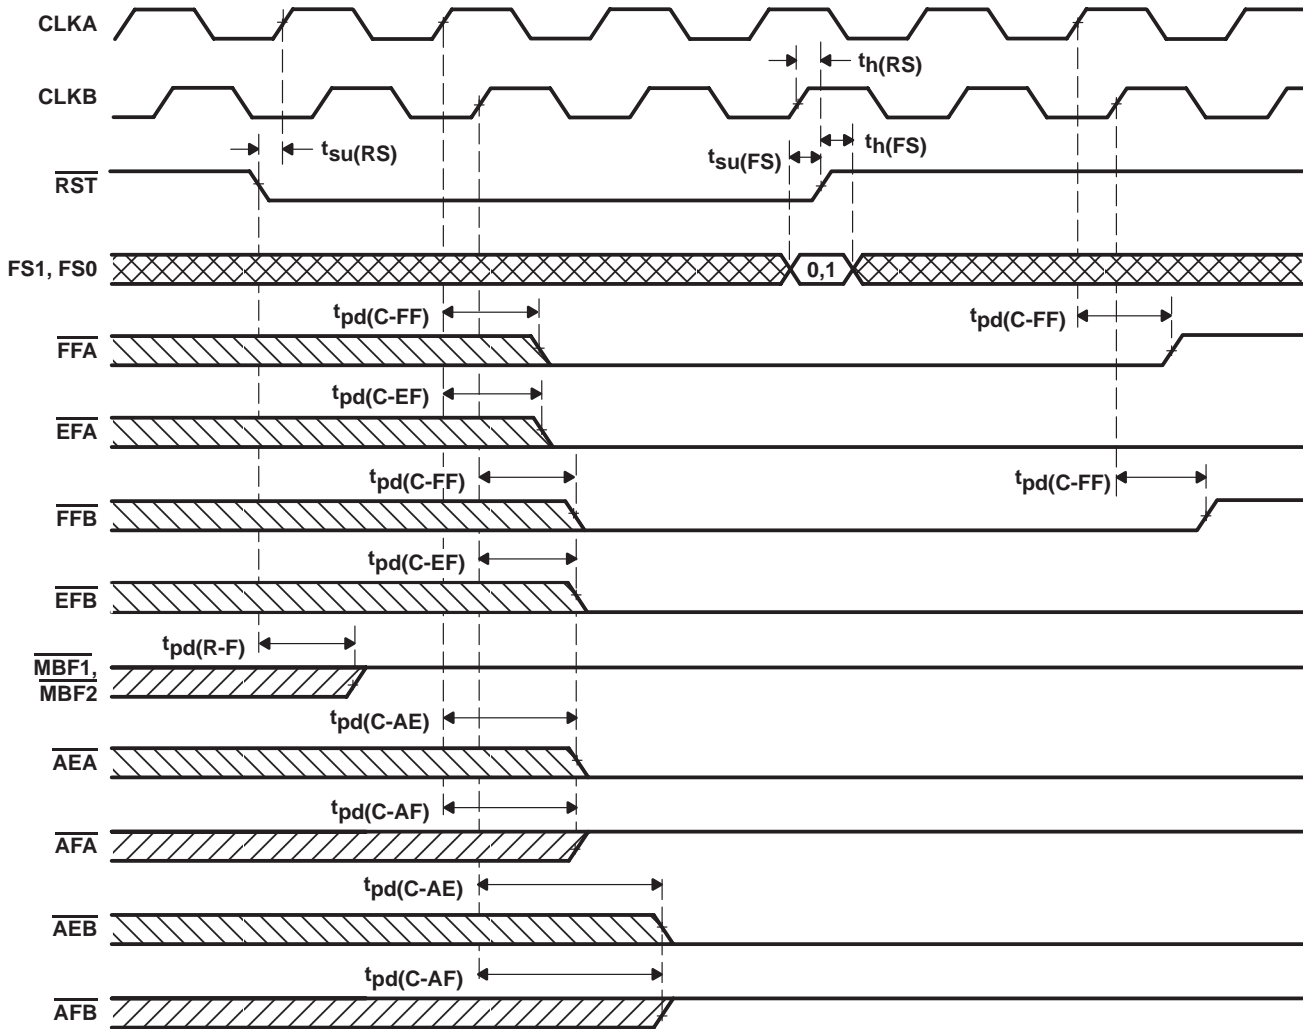 CLKA
th(RS)
CLKB
tsu(RS)
tsu(FS)
th(FS)
RST
FS1, FS0
0,1
tpd(C-FF)
tpd(C-FF)
FFA
tpd(C-EF)
EFA
tpd(C-FF)
tpd(C-FF)
FFB
tpd(C-EF)
EFB
tpd(R-F)
MBF1,
MBF2
tpd(C-AE)
AEA
tpd(C-AF)
AFA
tpd(C-AE)
AEB
tpd(C-AF)
AFB